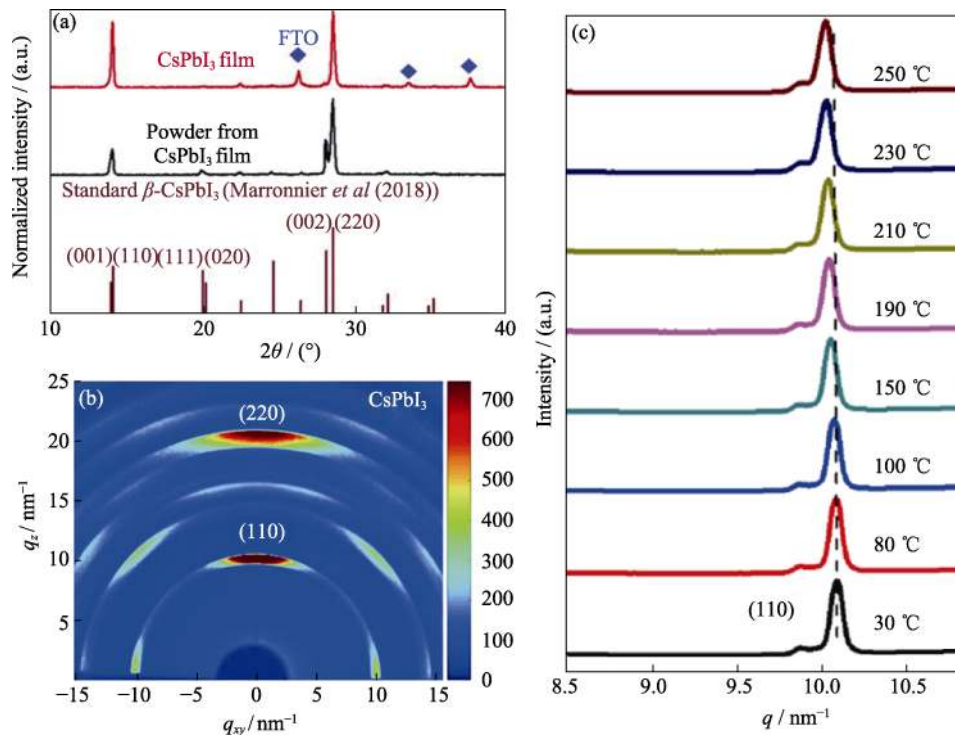 (a)
FTO
CsPbI₃ film
Powder from
CsPbI₃ film
Standard β-CsPbI₃ (Marronnier et al (2018))
(002)(220)
(001)(110)(111)(020)
Normalized intensity / (a.u.)
10 20 30 40
2θ / (°)
(b)
CsPbI₃
(220)
(110)
25
20
15
10
5
q_z / nm⁻¹
−15 −10 −5 0 5 10 15
q_xy / nm⁻¹
700
600
500
400
300
200
100
0
(c)
250 ℃
230 ℃
210 ℃
190 ℃
150 ℃
100 ℃
80 ℃
(110)
30 ℃
Intensity / (a.u.)
8.5 9.0 9.5 10.0 10.5
q / nm⁻¹